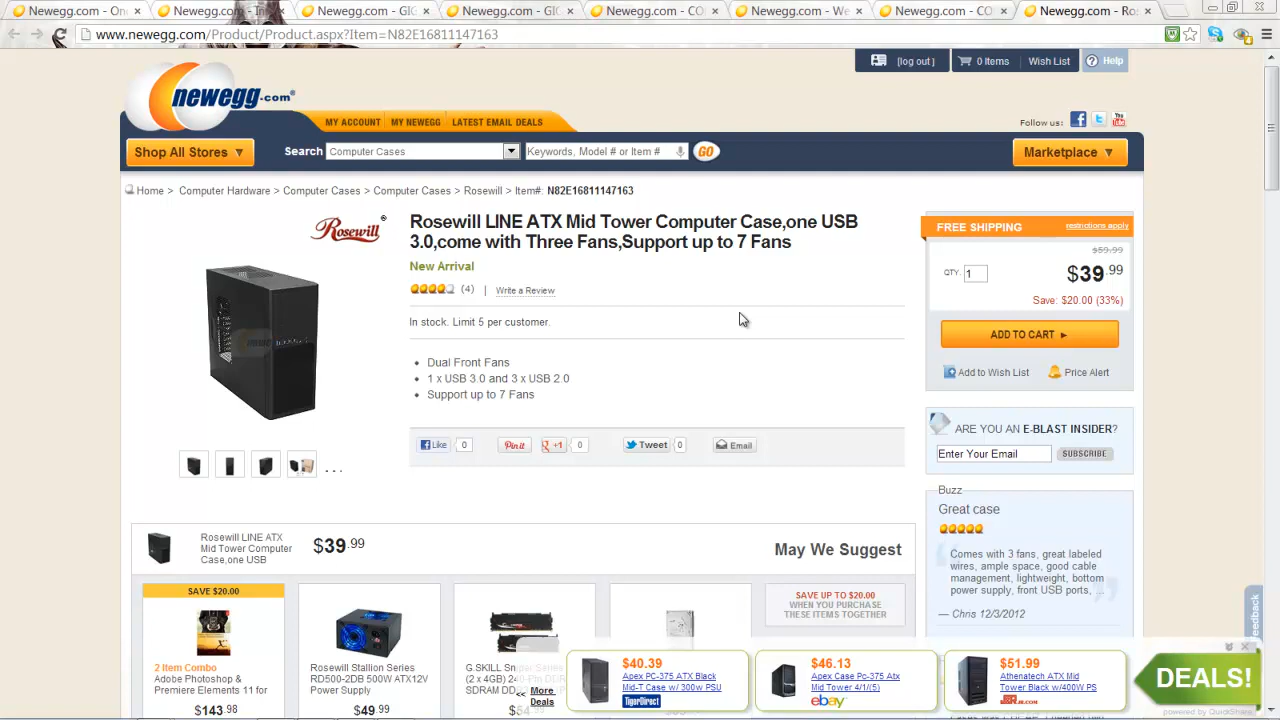 Newegg.com - On
Newegg.com - T
Newegg.com - GIG
Newegg.com - GIG
Newegg.com - CO
Newegg.com - We
Newegg.com - CO
Newegg.com - Ro
www.newegg.com/Product/Product.aspx?Item=N82E16811147163
[log out ]
0 Items
Wish List
Help
newegg.com
MY ACCOUNT
MY NEWEGG
LATEST EMAIL DEALS
Follow us:
Shop All Stores ▼
Search
Computer Cases
Keywords, Model # or Item #
GO
Marketplace ▼
Home > Computer Hardware > Computer Cases > Computer Cases > Rosewill > Item#: N82E16811147163
Rosewill
Rosewill LINE ATX Mid Tower Computer Case,one USB
3.0,come with Three Fans,Support up to 7 Fans
New Arrival
(4) | Write a Review
In stock. Limit 5 per customer.
Dual Front Fans
1 x USB 3.0 and 3 x USB 2.0
Support up to 7 Fans
Like 0
Pin it
+1 0
Tweet 0
Email
FREE SHIPPING
restrictions apply
$59.99
QTY. 1
$39.99
Save: $20.00 (33%)
ADD TO CART ►
Add to Wish List
Price Alert
ARE YOU AN E-BLAST INSIDER?
Enter Your Email
SUBSCRIBE
Buzz
Great case
Comes with 3 fans, great labeled
wires, ample space, good cable
management, lightweight, bottom
power supply, front USB ports, ...
— Chris 12/3/2012
Rosewill LINE ATX
Mid Tower Computer
Case,one USB
$39.99
May We Suggest
SAVE $20.00
2 Item Combo
Adobe Photoshop &
Premiere Elements 11 for
$143.98
Rosewill Stallion Series
RD500-2DB 500W ATX12V
Power Supply
$49.99
G.SKILL
(2 x 4GB) 240-Pin
SDRAM
SAVE UP TO $20.00
WHEN YOU PURCHASE
THESE ITEMS TOGETHER
<< More
Deals
$40.39
Apex PC-375 ATX Black
Mid-T Case w/ 300w PSU
TigerDirect
$46.13
Apex Case Pc-375 Atx
Mid Tower 4/1/(5)
ebay
$51.99
Athenatech ATX Mid
Tower Black w/400W PS
DEALS!
powered by QuickShare
Feedback